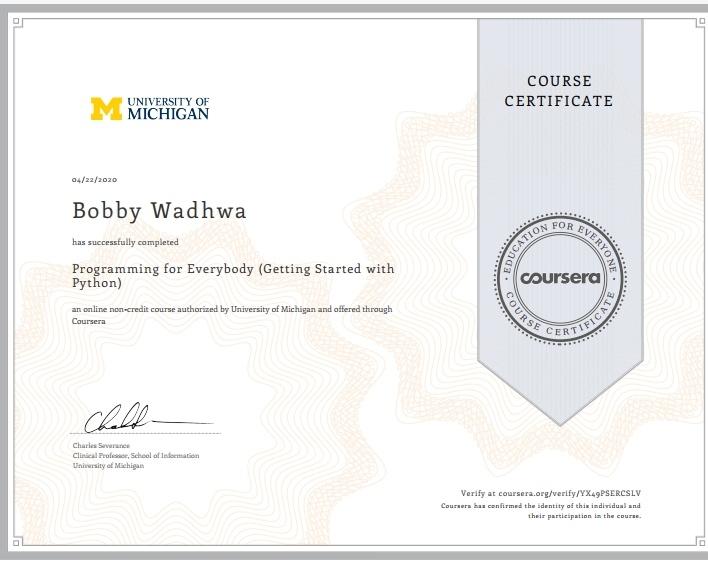 UNIVERSITY OF
MICHIGAN
COURSE
CERTIFICATE
04/22/2020
Bobby Wadhwa
has successfully completed
Programming for Everybody (Getting Started with
Python)
an online non-credit course authorized by University of Michigan and offered through
Coursera
EDUCATION FOR EVERYONE
coursera
COURSE CERTIFICATE
Charles Severance
Clinical Professor, School of Information
University of Michigan
Verify at coursera.org/verify/YX49PSERCSLV
Coursera has confirmed the identity of this individual and
their participation in the course.